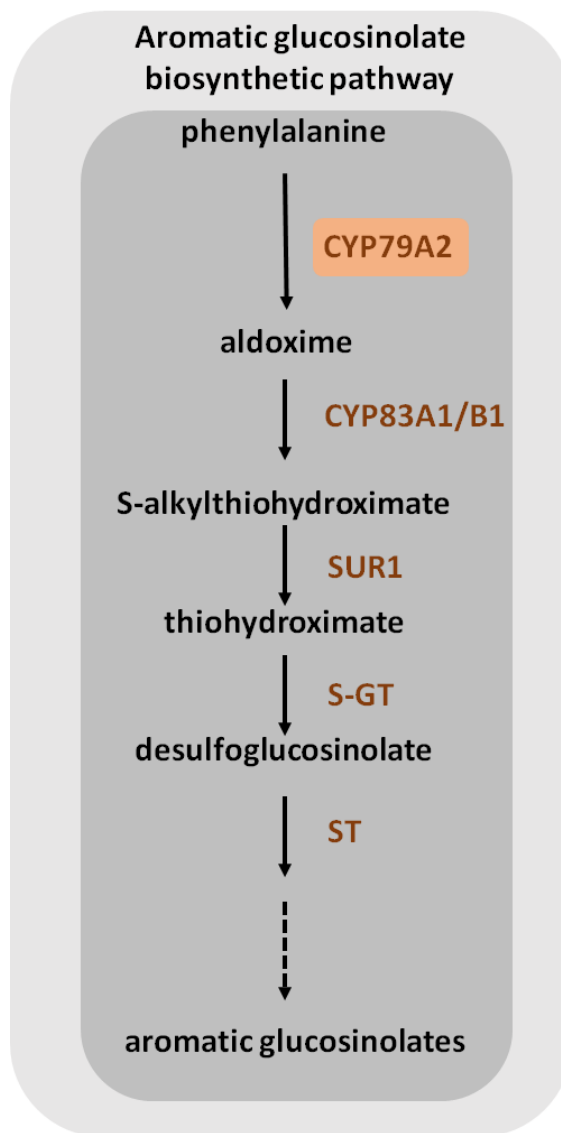 Aromatic glucosinolate
biosynthetic pathway
phenylalanine
CYP79A2
aldoxime
CYP83A1/B1
S-alkylthiohydroximate
SUR1
thiohydroximate
S-GT
desulfoglucosinolate
ST
aromatic glucosinolates